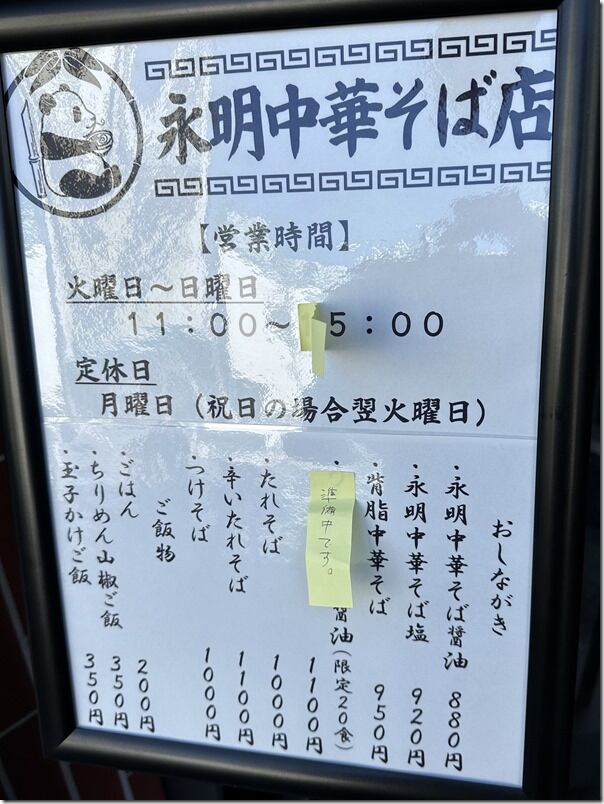 永明中華そば店
【営業時間】
火曜日～日曜日
11:00～ 5:00
定休日
月曜日（祝日の場合翌火曜日）
おしながき
・永明中華そば醤油 880円
・永明中華そば塩 920円
・背脂中華そば 950円
・ 醤油（限定20食） 1100円
準備中です。
・たれそば 1000円
・辛いたれそば 1100円
・つけそば 1000円
ご飯物
・ごはん 200円
・ちりめん山椒ご飯 350円
・玉子かけご飯 350円